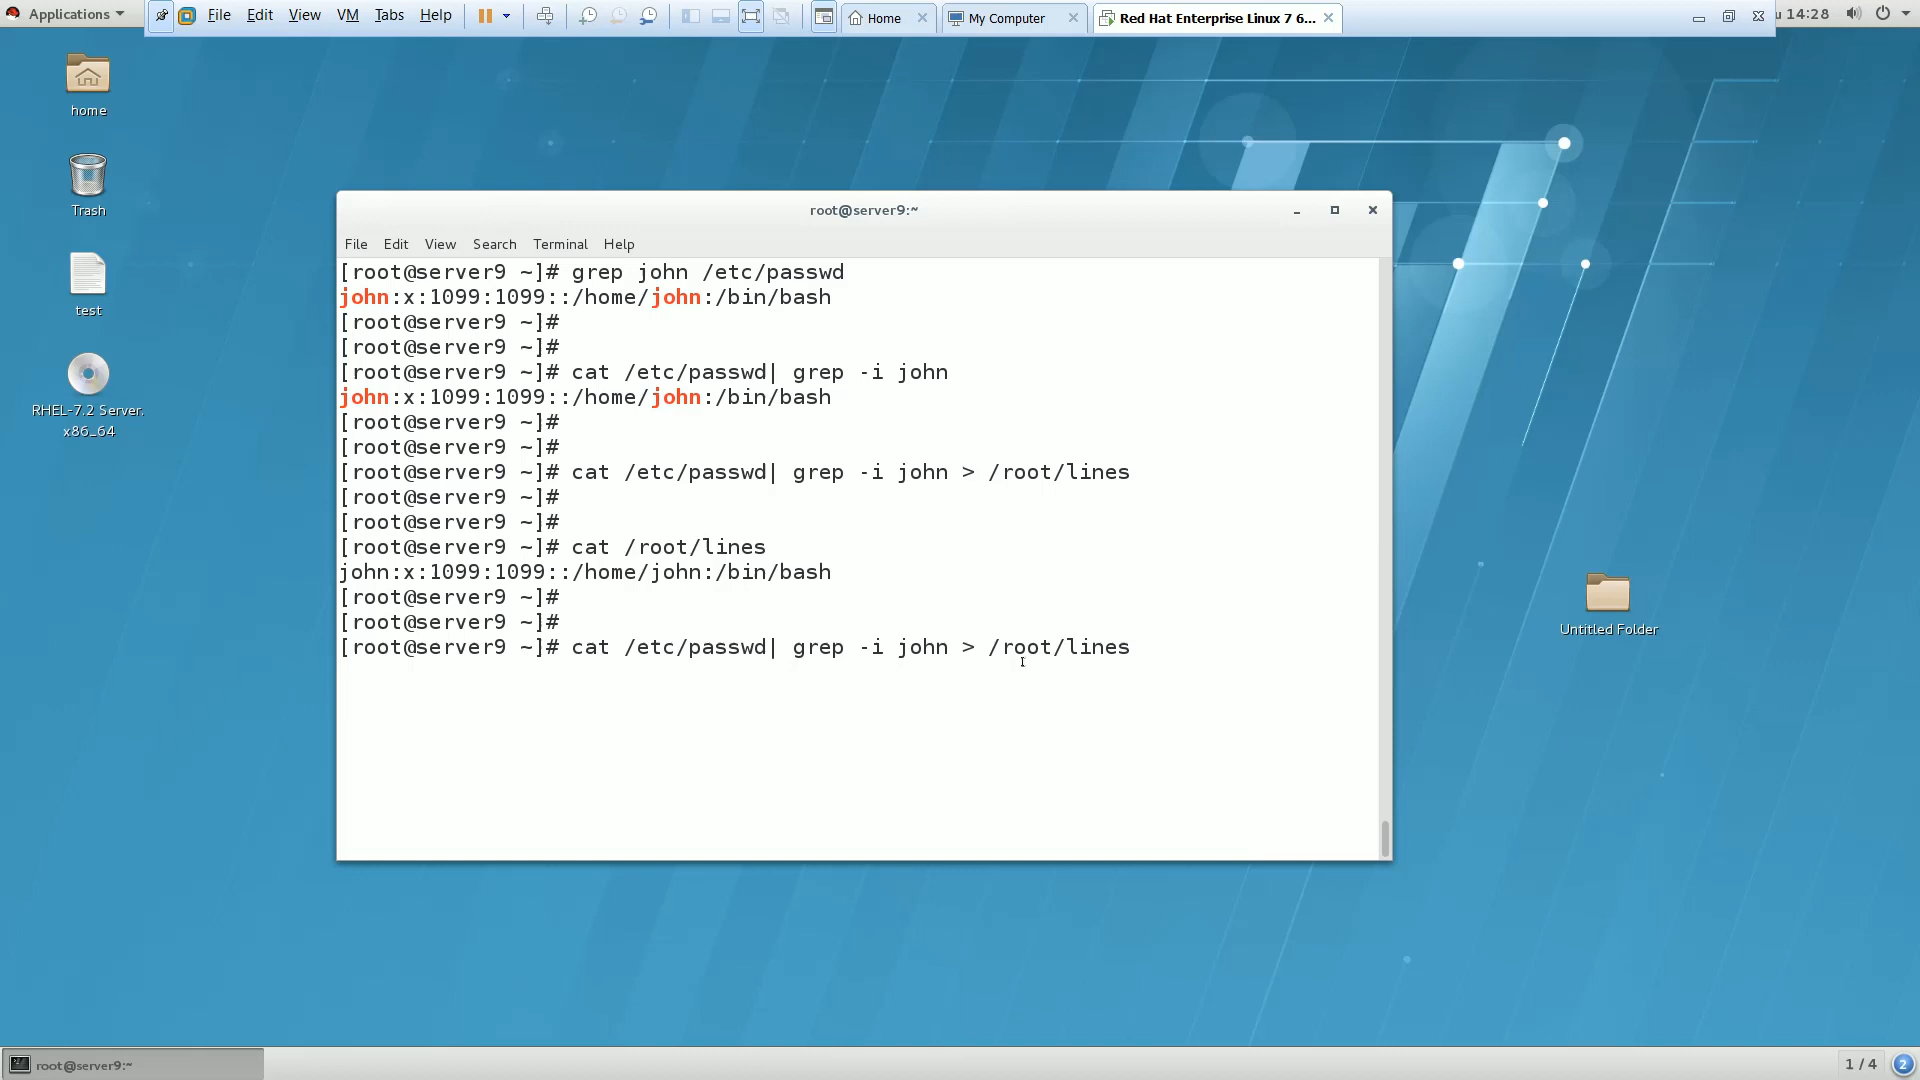 Applications
File Edit View VM Tabs Help
Home
My Computer
Red Hat Enterprise Linux 7 6...
14:28
home
Trash
test
RHEL-7.2 Server.
x86_64
Untitled Folder
root@server9:~
File Edit View Search Terminal Help
[root@server9 ~]# grep john /etc/passwd
john:x:1099:1099::/home/john:/bin/bash
[root@server9 ~]#
[root@server9 ~]#
[root@server9 ~]# cat /etc/passwd| grep -i john
john:x:1099:1099::/home/john:/bin/bash
[root@server9 ~]#
[root@server9 ~]#
[root@server9 ~]# cat /etc/passwd| grep -i john > /root/lines
[root@server9 ~]#
[root@server9 ~]#
[root@server9 ~]# cat /root/lines
john:x:1099:1099::/home/john:/bin/bash
[root@server9 ~]#
[root@server9 ~]#
[root@server9 ~]# cat /etc/passwd| grep -i john > /root/lines
root@server9:~
1 / 4
2